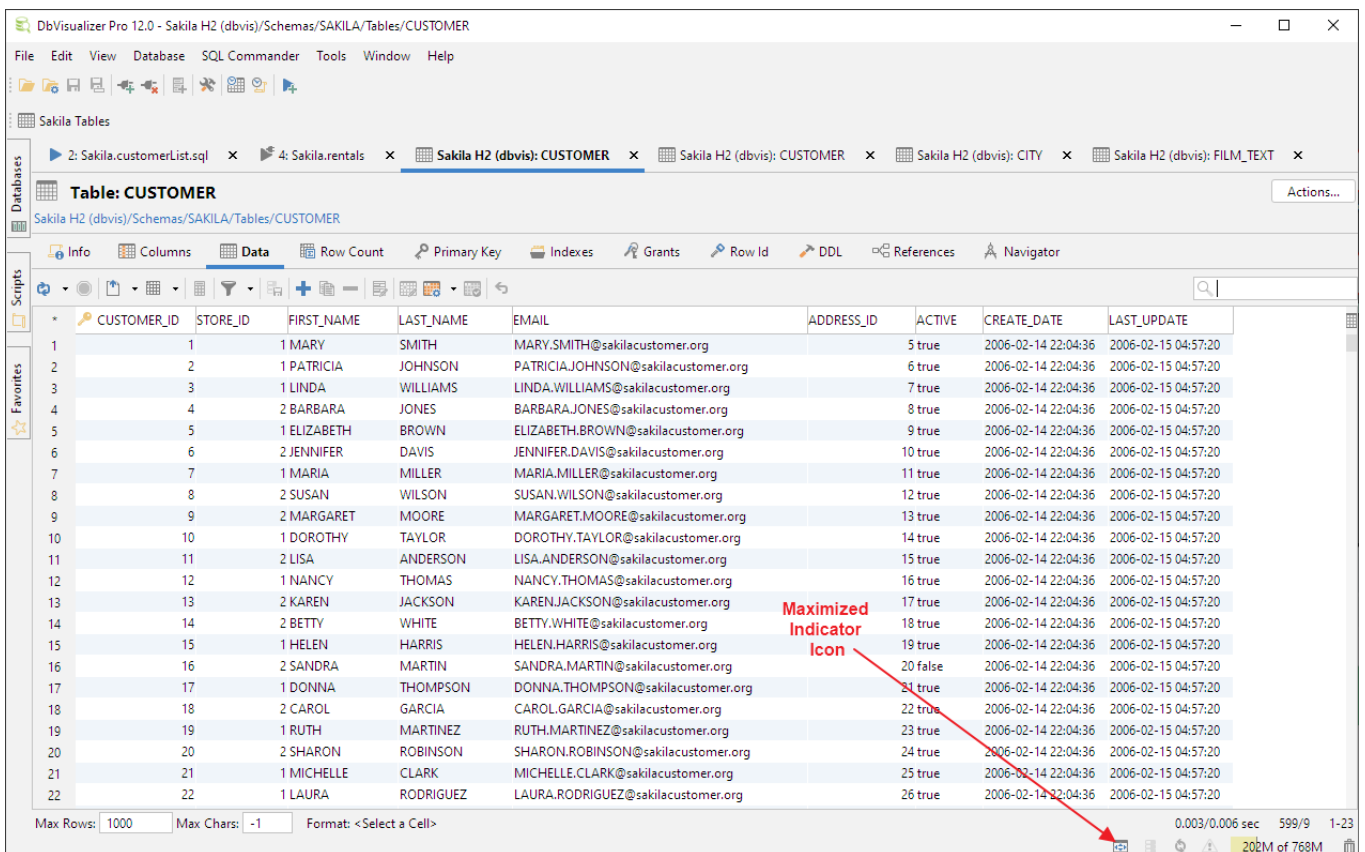 DbVisualizer Pro 12.0 - Sakila H2 (dbvis)/Schemas/SAKILA/Tables/CUSTOMER
File Edit View Database SQL Commander Tools Window Help
Sakila Tables
2: Sakila.customerList.sql 4: Sakila.rentals Sakila H2 (dbvis): CUSTOMER Sakila H2 (dbvis): CUSTOMER Sakila H2 (dbvis): CITY Sakila H2 (dbvis): FILM_TEXT
Databases
Scripts
Favorites
Table: CUSTOMER Actions...
Sakila H2 (dbvis)/Schemas/SAKILA/Tables/CUSTOMER
Info Columns Data Row Count Primary Key Indexes Grants Row Id DDL References Navigator
* CUSTOMER_ID STORE_ID FIRST_NAME LAST_NAME EMAIL ADDRESS_ID ACTIVE CREATE_DATE LAST_UPDATE
1 1 1 MARY SMITH MARY.SMITH@sakilacustomer.org 5 true 2006-02-14 22:04:36 2006-02-15 04:57:20
2 2 1 PATRICIA JOHNSON PATRICIA.JOHNSON@sakilacustomer.org 6 true 2006-02-14 22:04:36 2006-02-15 04:57:20
3 3 1 LINDA WILLIAMS LINDA.WILLIAMS@sakilacustomer.org 7 true 2006-02-14 22:04:36 2006-02-15 04:57:20
4 4 2 BARBARA JONES BARBARA.JONES@sakilacustomer.org 8 true 2006-02-14 22:04:36 2006-02-15 04:57:20
5 5 1 ELIZABETH BROWN ELIZABETH.BROWN@sakilacustomer.org 9 true 2006-02-14 22:04:36 2006-02-15 04:57:20
6 6 2 JENNIFER DAVIS JENNIFER.DAVIS@sakilacustomer.org 10 true 2006-02-14 22:04:36 2006-02-15 04:57:20
7 7 1 MARIA MILLER MARIA.MILLER@sakilacustomer.org 11 true 2006-02-14 22:04:36 2006-02-15 04:57:20
8 8 2 SUSAN WILSON SUSAN.WILSON@sakilacustomer.org 12 true 2006-02-14 22:04:36 2006-02-15 04:57:20
9 9 2 MARGARET MOORE MARGARET.MOORE@sakilacustomer.org 13 true 2006-02-14 22:04:36 2006-02-15 04:57:20
10 10 1 DOROTHY TAYLOR DOROTHY.TAYLOR@sakilacustomer.org 14 true 2006-02-14 22:04:36 2006-02-15 04:57:20
11 11 2 LISA ANDERSON LISA.ANDERSON@sakilacustomer.org 15 true 2006-02-14 22:04:36 2006-02-15 04:57:20
12 12 1 NANCY THOMAS NANCY.THOMAS@sakilacustomer.org 16 true 2006-02-14 22:04:36 2006-02-15 04:57:20
13 13 2 KAREN JACKSON KAREN.JACKSON@sakilacustomer.org 17 true 2006-02-14 22:04:36 2006-02-15 04:57:20
14 14 2 BETTY WHITE BETTY.WHITE@sakilacustomer.org 18 true 2006-02-14 22:04:36 2006-02-15 04:57:20
15 15 1 HELEN HARRIS HELEN.HARRIS@sakilacustomer.org 19 true 2006-02-14 22:04:36 2006-02-15 04:57:20
16 16 2 SANDRA MARTIN SANDRA.MARTIN@sakilacustomer.org 20 false 2006-02-14 22:04:36 2006-02-15 04:57:20
17 17 1 DONNA THOMPSON DONNA.THOMPSON@sakilacustomer.org 21 true 2006-02-14 22:04:36 2006-02-15 04:57:20
18 18 2 CAROL GARCIA CAROL.GARCIA@sakilacustomer.org 22 true 2006-02-14 22:04:36 2006-02-15 04:57:20
19 19 1 RUTH MARTINEZ RUTH.MARTINEZ@sakilacustomer.org 23 true 2006-02-14 22:04:36 2006-02-15 04:57:20
20 20 2 SHARON ROBINSON SHARON.ROBINSON@sakilacustomer.org 24 true 2006-02-14 22:04:36 2006-02-15 04:57:20
21 21 1 MICHELLE CLARK MICHELLE.CLARK@sakilacustomer.org 25 true 2006-02-14 22:04:36 2006-02-15 04:57:20
22 22 1 LAURA RODRIGUEZ LAURA.RODRIGUEZ@sakilacustomer.org 26 true 2006-02-14 22:04:36 2006-02-15 04:57:20
Maximized
Indicator
Icon
Max Rows: 1000 Max Chars: -1 Format: <Select a Cell> 0.003/0.006 sec 599/9 1-23
202M of 768M